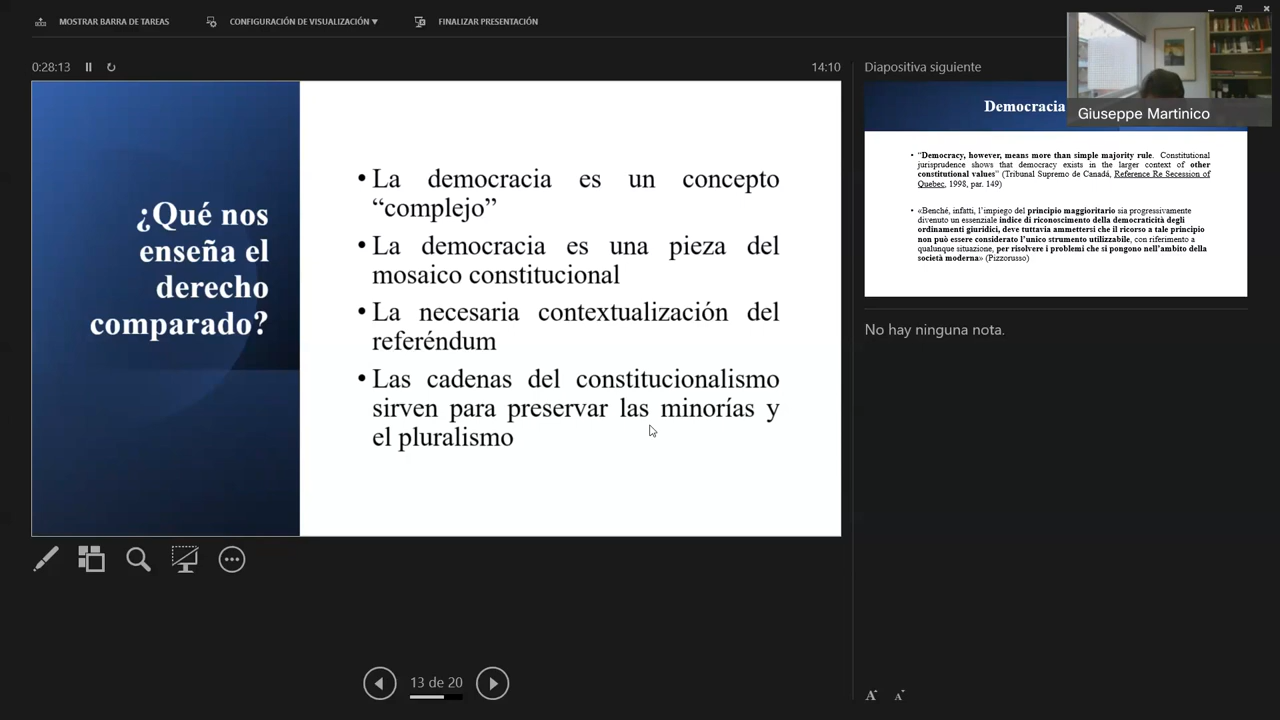 MOSTRAR BARRA DE TAREAS
CONFIGURACIÓN DE VISUALIZACIÓN ▼
FINALIZAR PRESENTACIÓN
0:28:13
14:10
¿Qué nos
enseña el
derecho
comparado?
• La democracia es un concepto
“complejo”
• La democracia es una pieza del
mosaico constitucional
• La necesaria contextualización del
referéndum
• Las cadenas del constitucionalismo
sirven para preservar las minorías y
el pluralismo
13 de 20
Diapositiva siguiente
Giuseppe Martinico
Democracia
• “Democracy, however, means more than simple majority rule. Constitutional
jurisprudence shows that democracy exists in the larger context of other
constitutional values” (Tribunal Supremo de Canadá, Reference Re Secession of
Quebec, 1998, par. 149)
• «Benché, infatti, l’impiego del principio maggioritario sia progressivamente
divenuto un essenziale indice di riconoscimento della democraticità degli
ordinamenti giuridici, deve tuttavia ammettersi che il ricorso a tale principio
non può essere considerato l’unico strumento utilizzabile, con riferimento a
qualunque situazione, per risolvere i problemi che si pongono nell’ambito della
società moderna» (Pizzorusso)
No hay ninguna nota.
A A